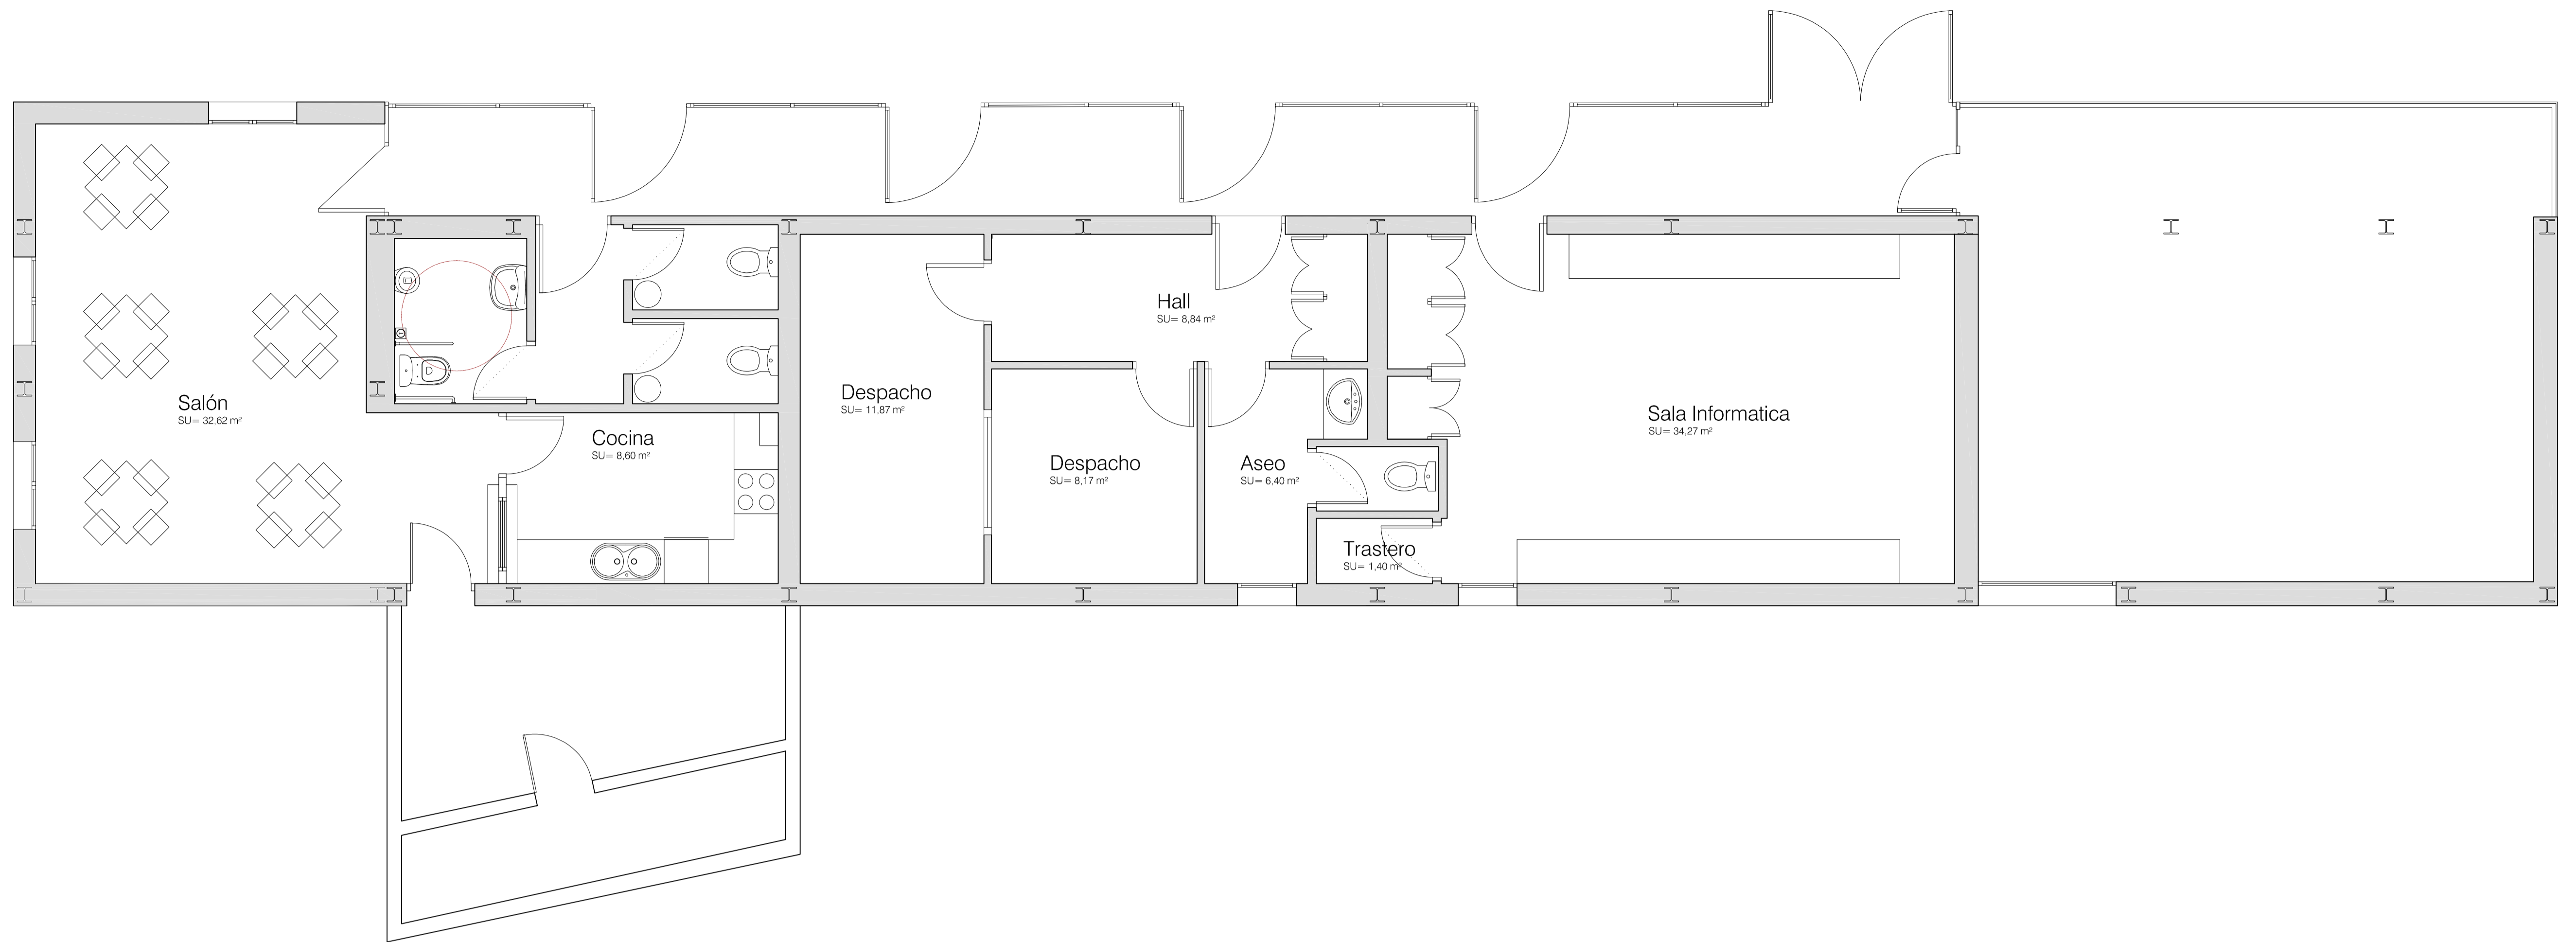 Salón
SU= 32,62 m²
Cocina
SU= 8,60 m²
Despacho
SU= 11,87 m²
Hall
SU= 8,84 m²
Despacho
SU= 8,17 m²
Aseo
SU= 6,40 m²
Trastero
SU= 1,40 m²
Sala Informatica
SU= 34,27 m²